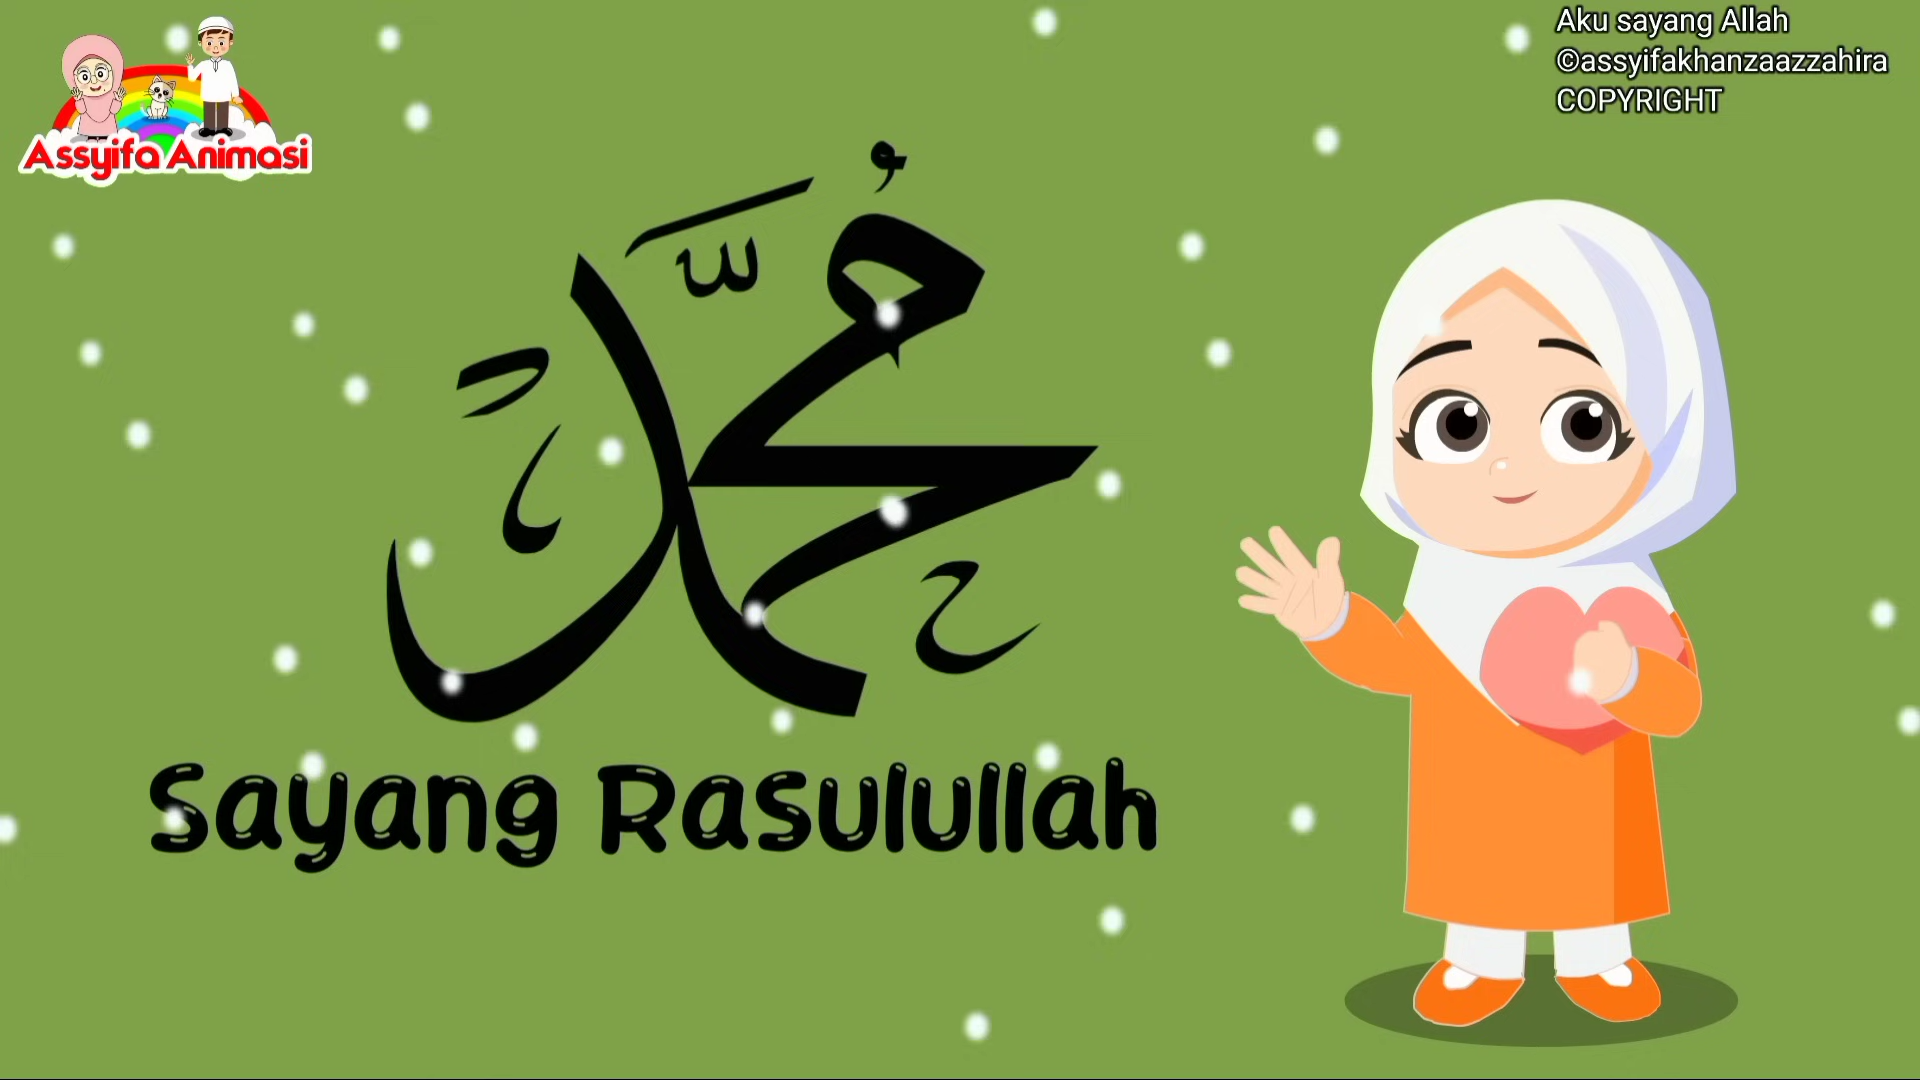 Aku sayang Allah
©assyifakhanzaazzahira
COPYRIGHT
Assyifa Animasi
مُحَمَّد
Sayang Rasulullah